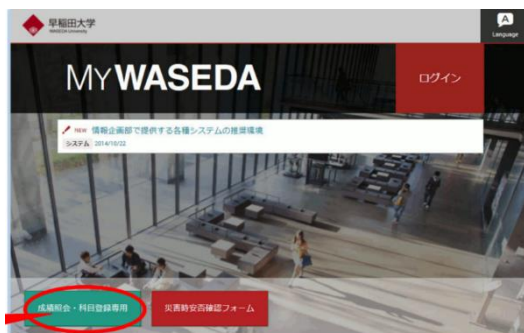 早稲田大学
WASEDA University
Language
MyWASEDA
ログイン
NEW 情報企画部で提供する各種システムの推奨環境
システム 2014/10/22
成績照会・科目登録専用
災害時安否確認フォーム